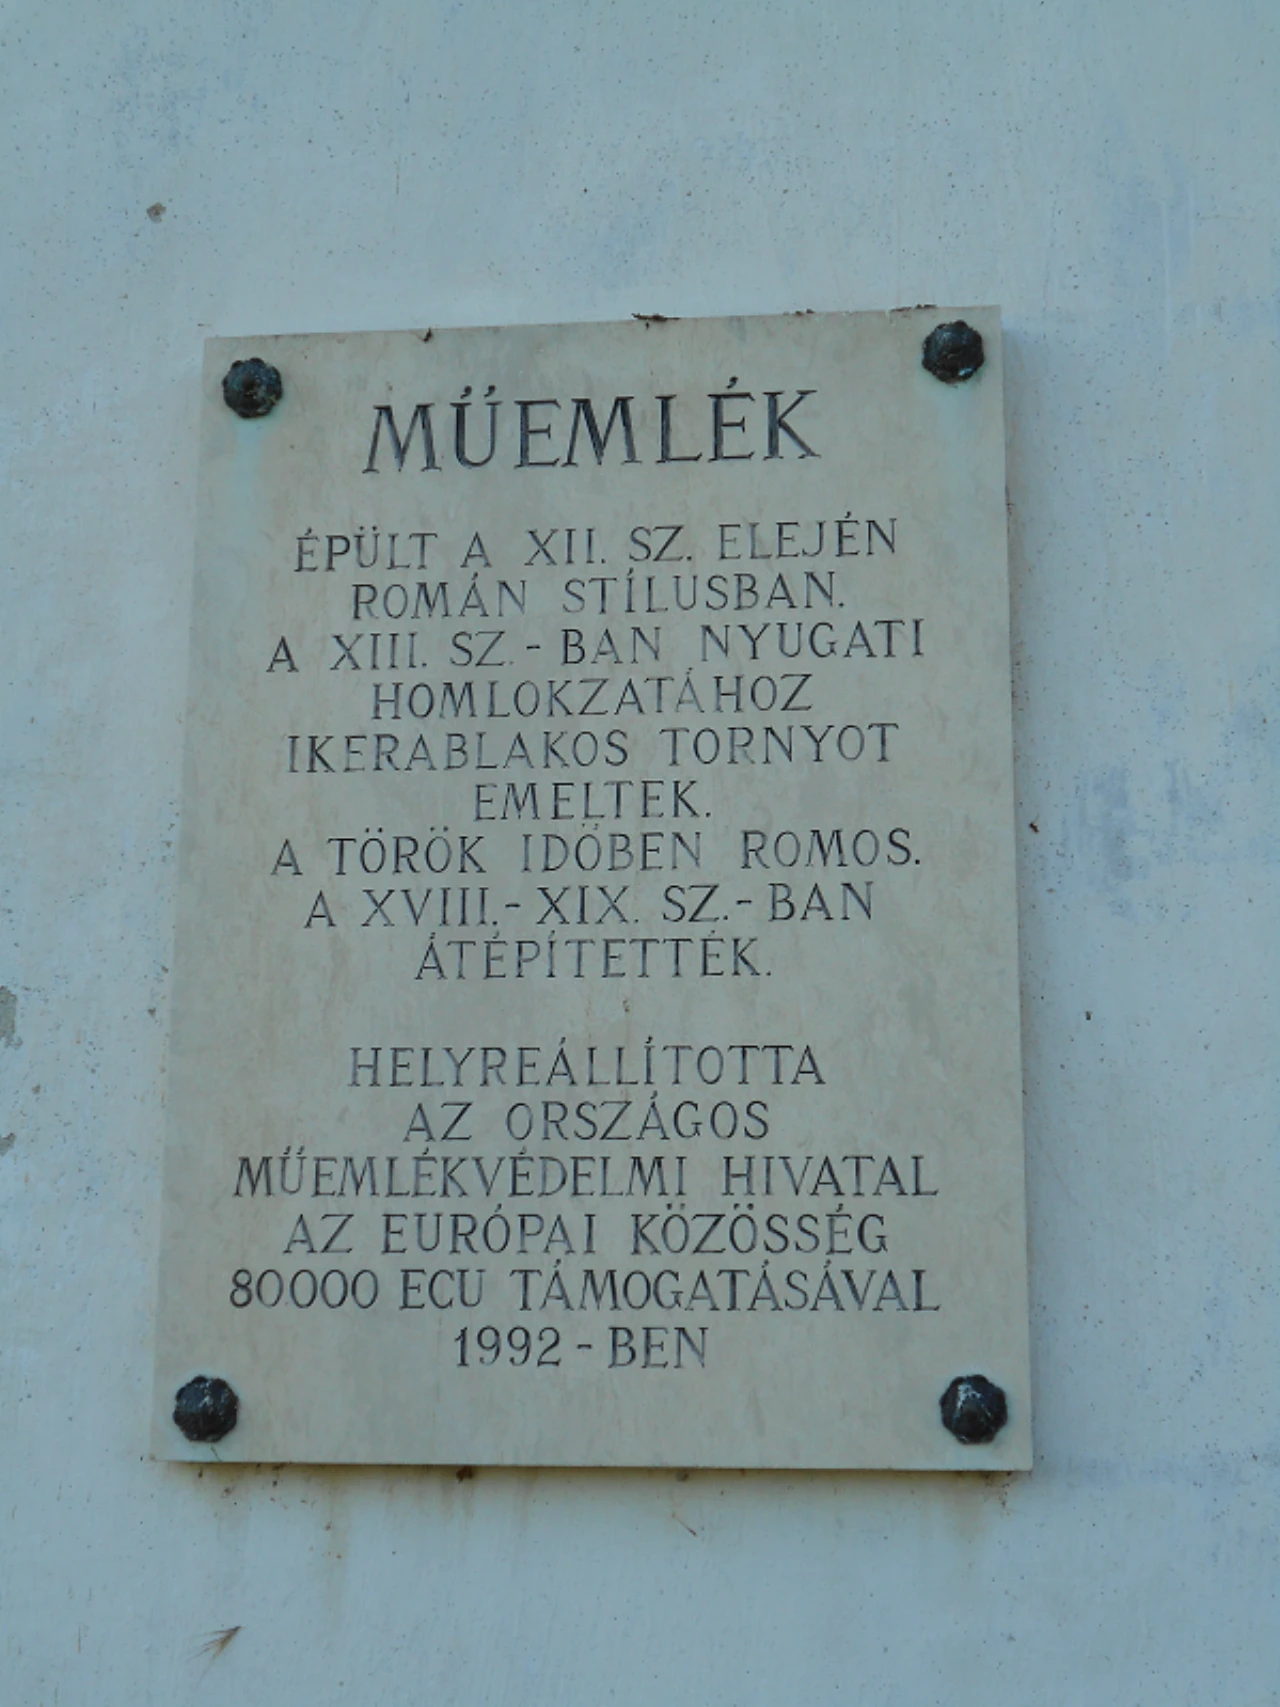 MŰEMLÉK
ÉPÜLT A XII. SZ. ELEJÉN
ROMÁN STÍLUSBAN.
A XIII. SZ.-BAN NYUGATI
HOMLOKZATÁHOZ
IKERABLAKOS TORNYOT
EMELTEK.
A TÖRÖK IDŐBEN ROMOS.
A XVIII.-XIX. SZ.-BAN
ÁTÉPÍTETTÉK.
HELYREÁLLÍTOTTA
AZ ORSZÁGOS
MŰEMLÉKVÉDELMI HIVATAL
AZ EURÓPAI KÖZÖSSÉG
80000 ECU TÁMOGATÁSÁVAL
1992-BEN